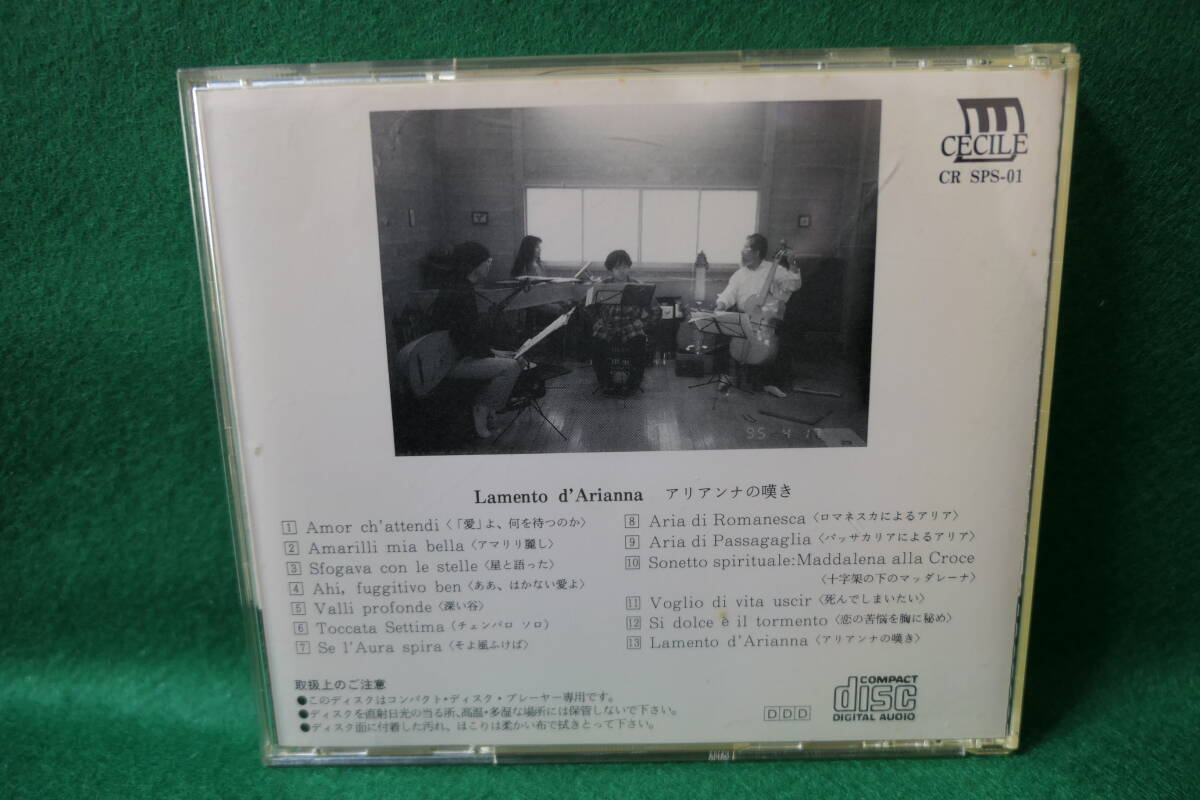 CECILE
CR SPS-01
Lamento d'Arianna アリアンナの嘆き
1 Amor ch'attendi〈「愛」よ、何を待つのか〉
2 Amarilli mia bella〈アマリリ麗し〉
3 Sfogava con le stelle〈星と語った〉
4 Ahi, fuggitivo ben〈ああ、はかない愛よ〉
5 Valli profonde〈深い谷〉
6 Toccata Settima（チェンバロ ソロ）
7 Se l'Aura spira〈そよ風ふけば〉
8 Aria di Romanesca〈ロマネスカによるアリア〉
9 Aria di Passagaglia〈パッサカリアによるアリア〉
10 Sonetto spirituale:Maddalena alla Croce
〈十字架の下のマッダレーナ〉
11 Voglio di vita uscir〈死んでしまいたい〉
12 Si dolce è il tormento〈恋の苦悩を胸に秘め〉
13 Lamento d'Arianna〈アリアンナの嘆き〉
取扱上のご注意
●このディスクはコンパクト・ディスク・プレーヤー専用です。
●ディスクを直射日光の当る所、高温・多湿な場所には保管しないで下さい。
●ディスク面に付着した汚れ、ほこりは柔かい布で拭きとって下さい。
DDD
COMPACT
disc
DIGITAL AUDIO